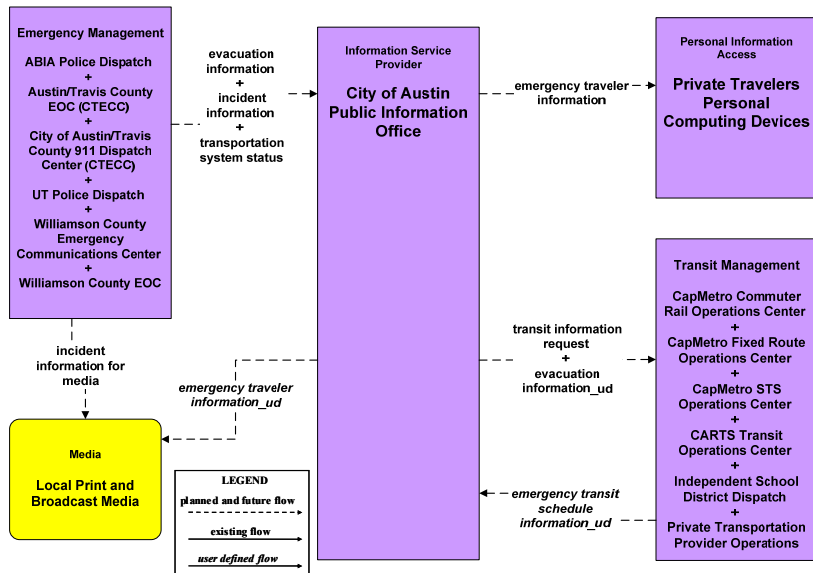 Emergency Management
ABIA Police Dispatch
+
Austin/Travis County
EOC (CTECC)
+
City of Austin/Travis
County 911 Dispatch
Center (CTECC)
+
UT Police Dispatch
+
Williamson County
Emergency
Communications Center
+
Williamson County EOC
evacuation
information
+
incident
information
+
transportation
system status
Information Service
Provider
City of Austin
Public Information
Office
emergency traveler
information
Personal Information
Access
Private Travelers
Personal
Computing Devices
Transit Management
CapMetro Commuter
Rail Operations Center
+
CapMetro Fixed Route
Operations Center
+
CapMetro STS
Operations Center
+
CARTS Transit
Operations Center
+
Independent School
District Dispatch
+
Private Transportation
Provider Operations
transit information
request
+
evacuation
information_ud
emergency transit
schedule
information_ud
incident
information for
media
emergency traveler
information_ud
Media
Local Print and
Broadcast Media
LEGEND
planned and future flow
existing flow
user defined flow